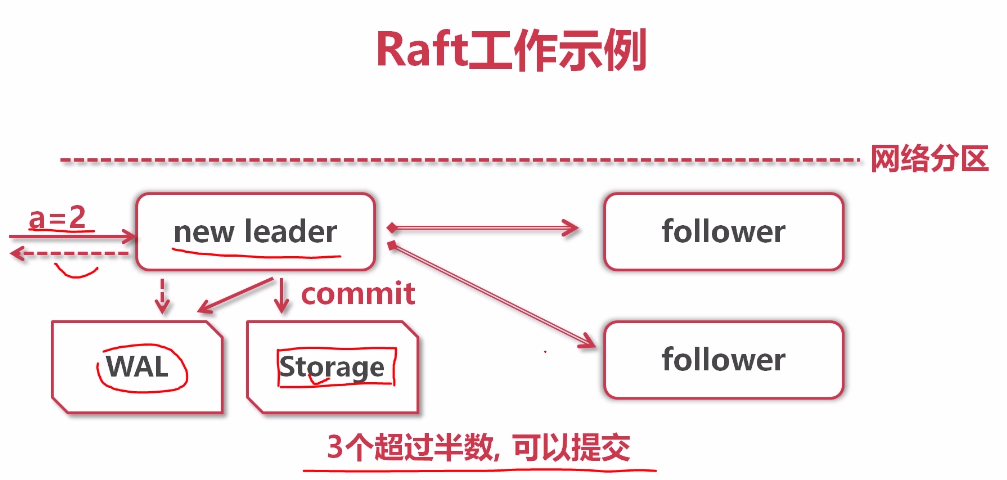 Raft工作示例
网络分区
a=2
new leader
follower
commit
WAL
Storage
follower
3个超过半数, 可以提交